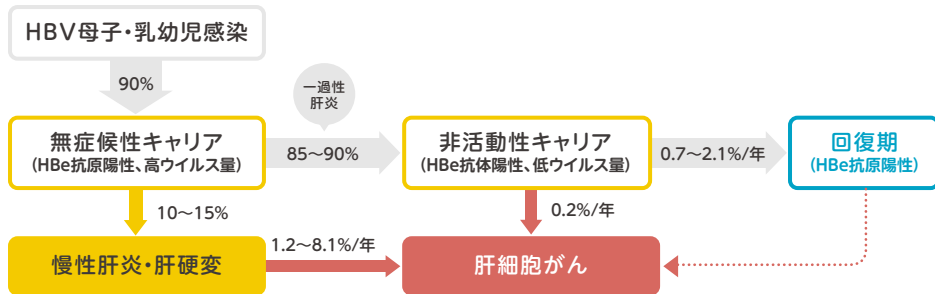 HBV母子・乳幼児感染
90%
一過性
肝炎
無症候性キャリア
(HBe抗原陽性、高ウイルス量)
85〜90%
非活動性キャリア
(HBe抗体陽性、低ウイルス量)
0.7〜2.1%/年
回復期
(HBe抗原陽性)
10〜15%
0.2%/年
慢性肝炎・肝硬変
1.2〜8.1%/年
肝細胞がん